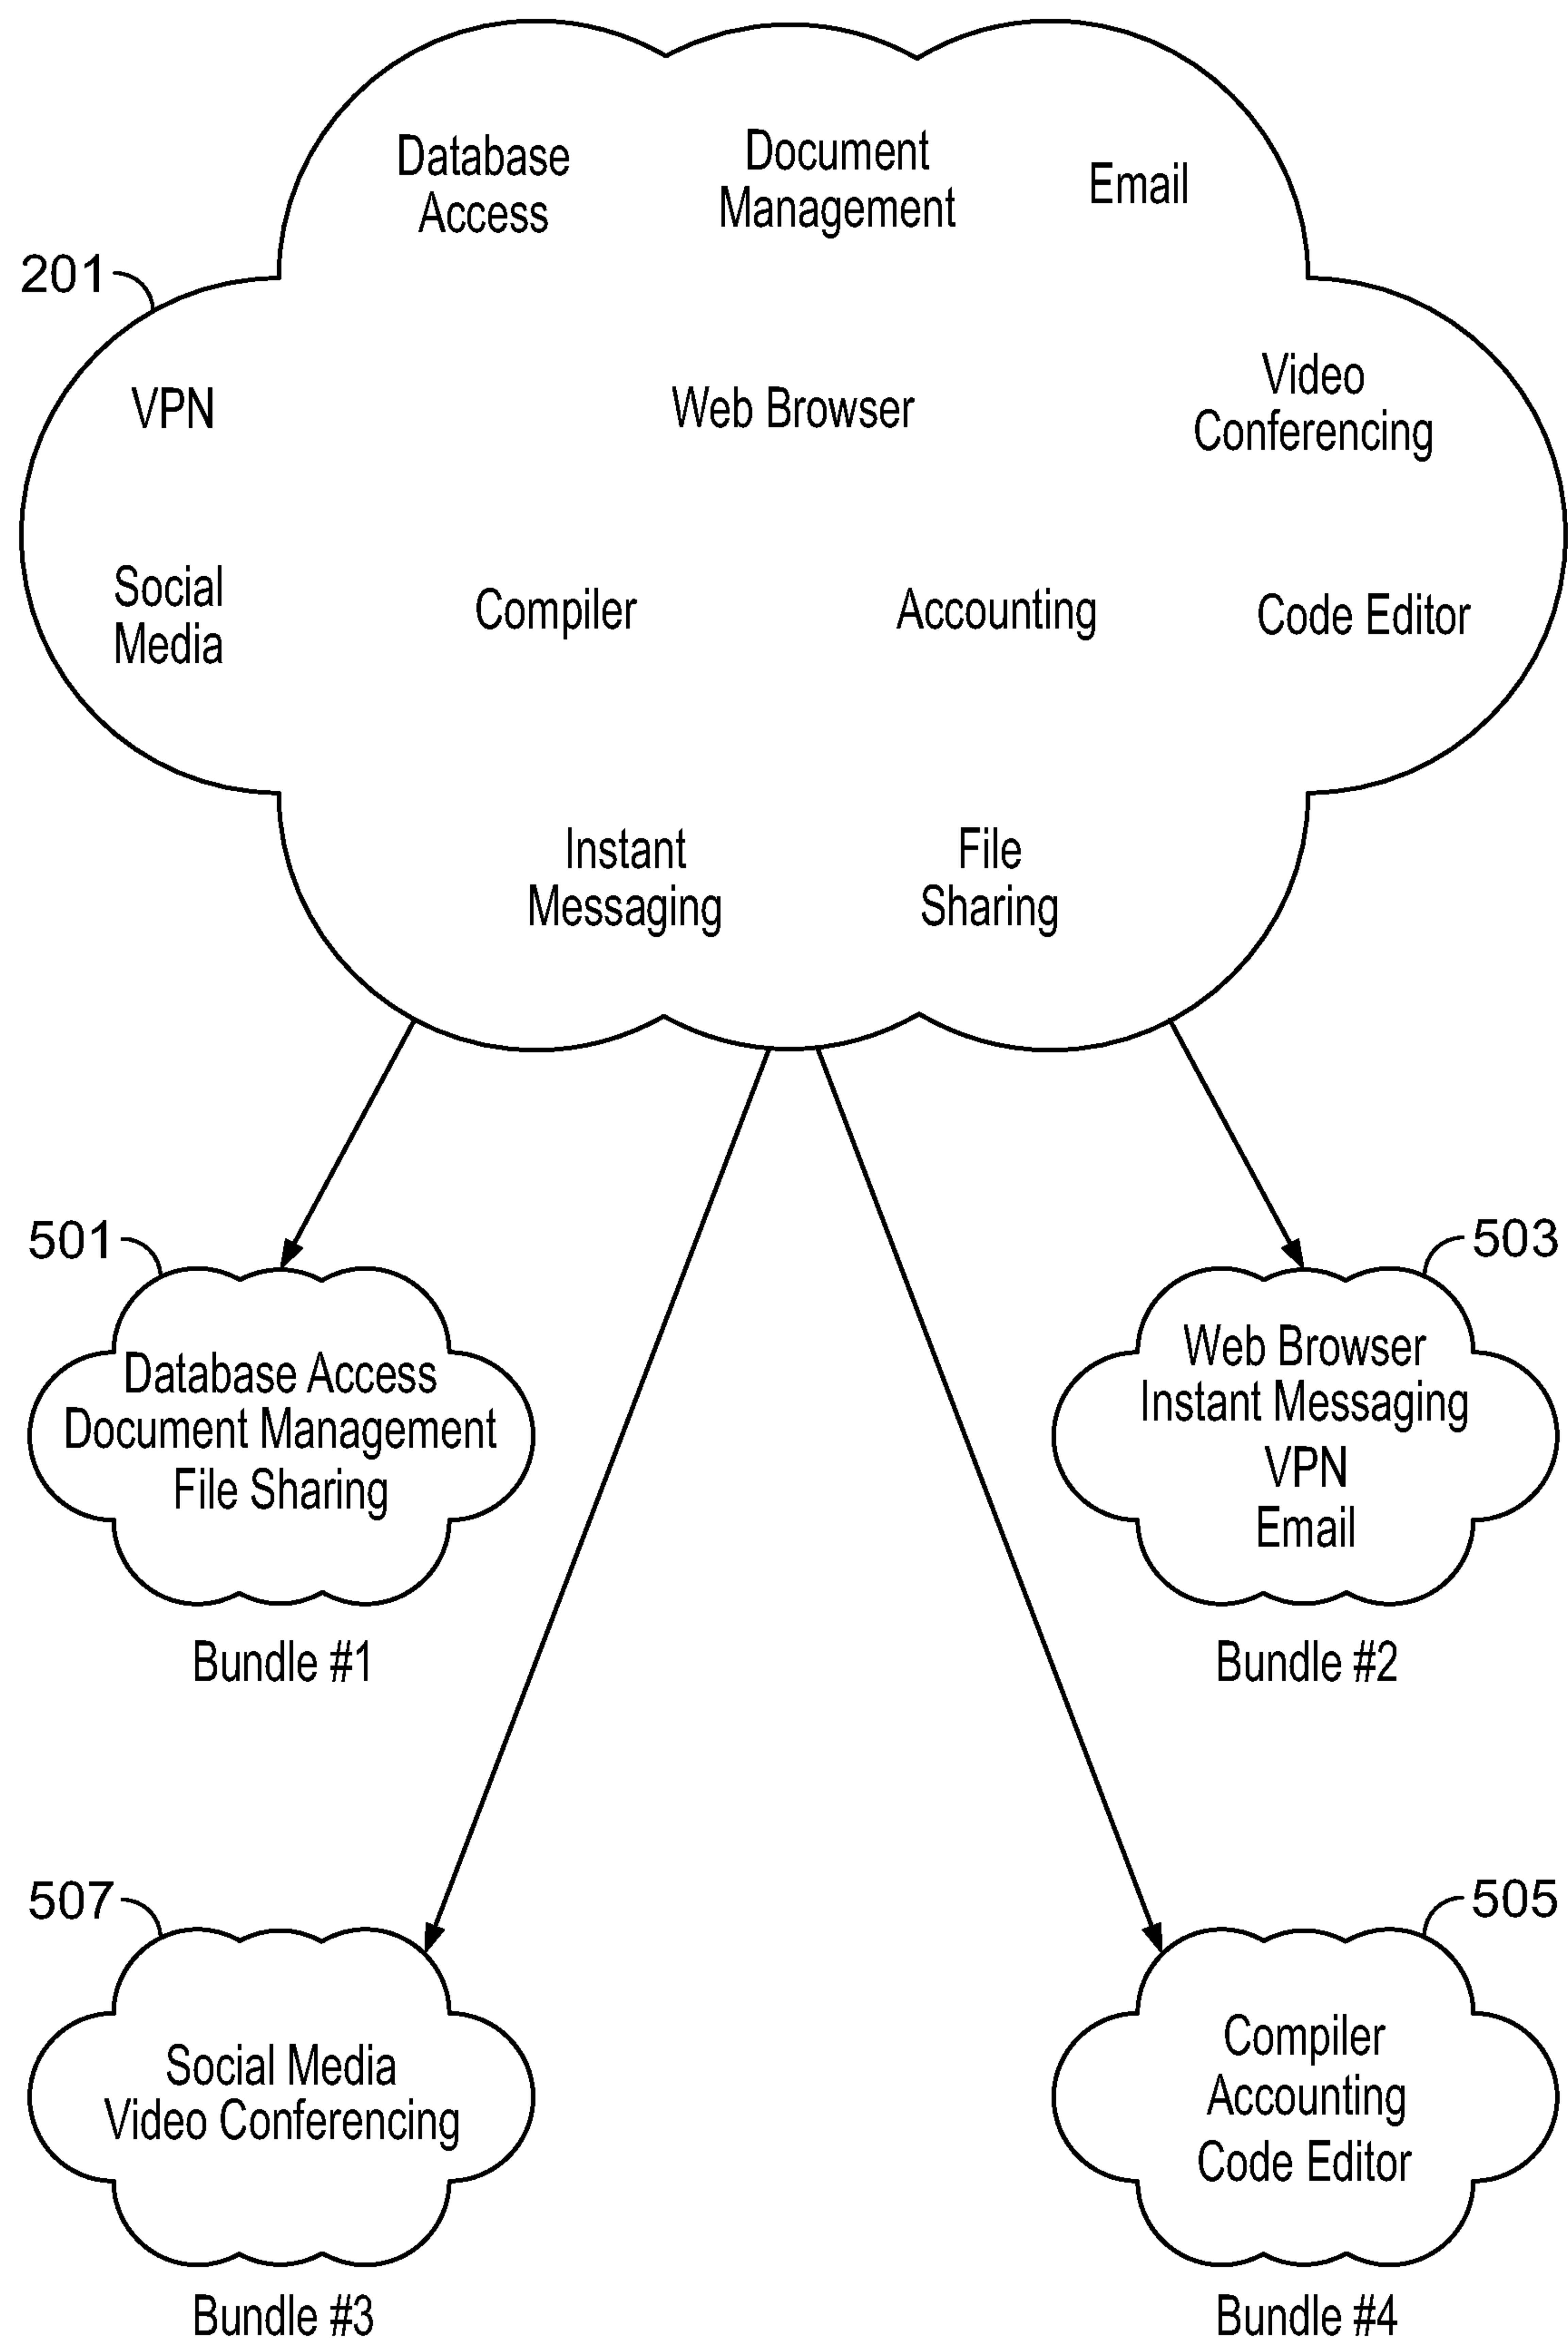 Database
Access
Document
Management
Email
201
VPN
Web Browser
Video
Conferencing
Social
Media
Compiler
Accounting
Code Editor
Instant
Messaging
File
Sharing
501
Database Access
Document Management
File Sharing
Bundle #1
503
Web Browser
Instant Messaging
VPN
Email
Bundle #2
507
Social Media
Video Conferencing
Bundle #3
505
Compiler
Accounting
Code Editor
Bundle #4